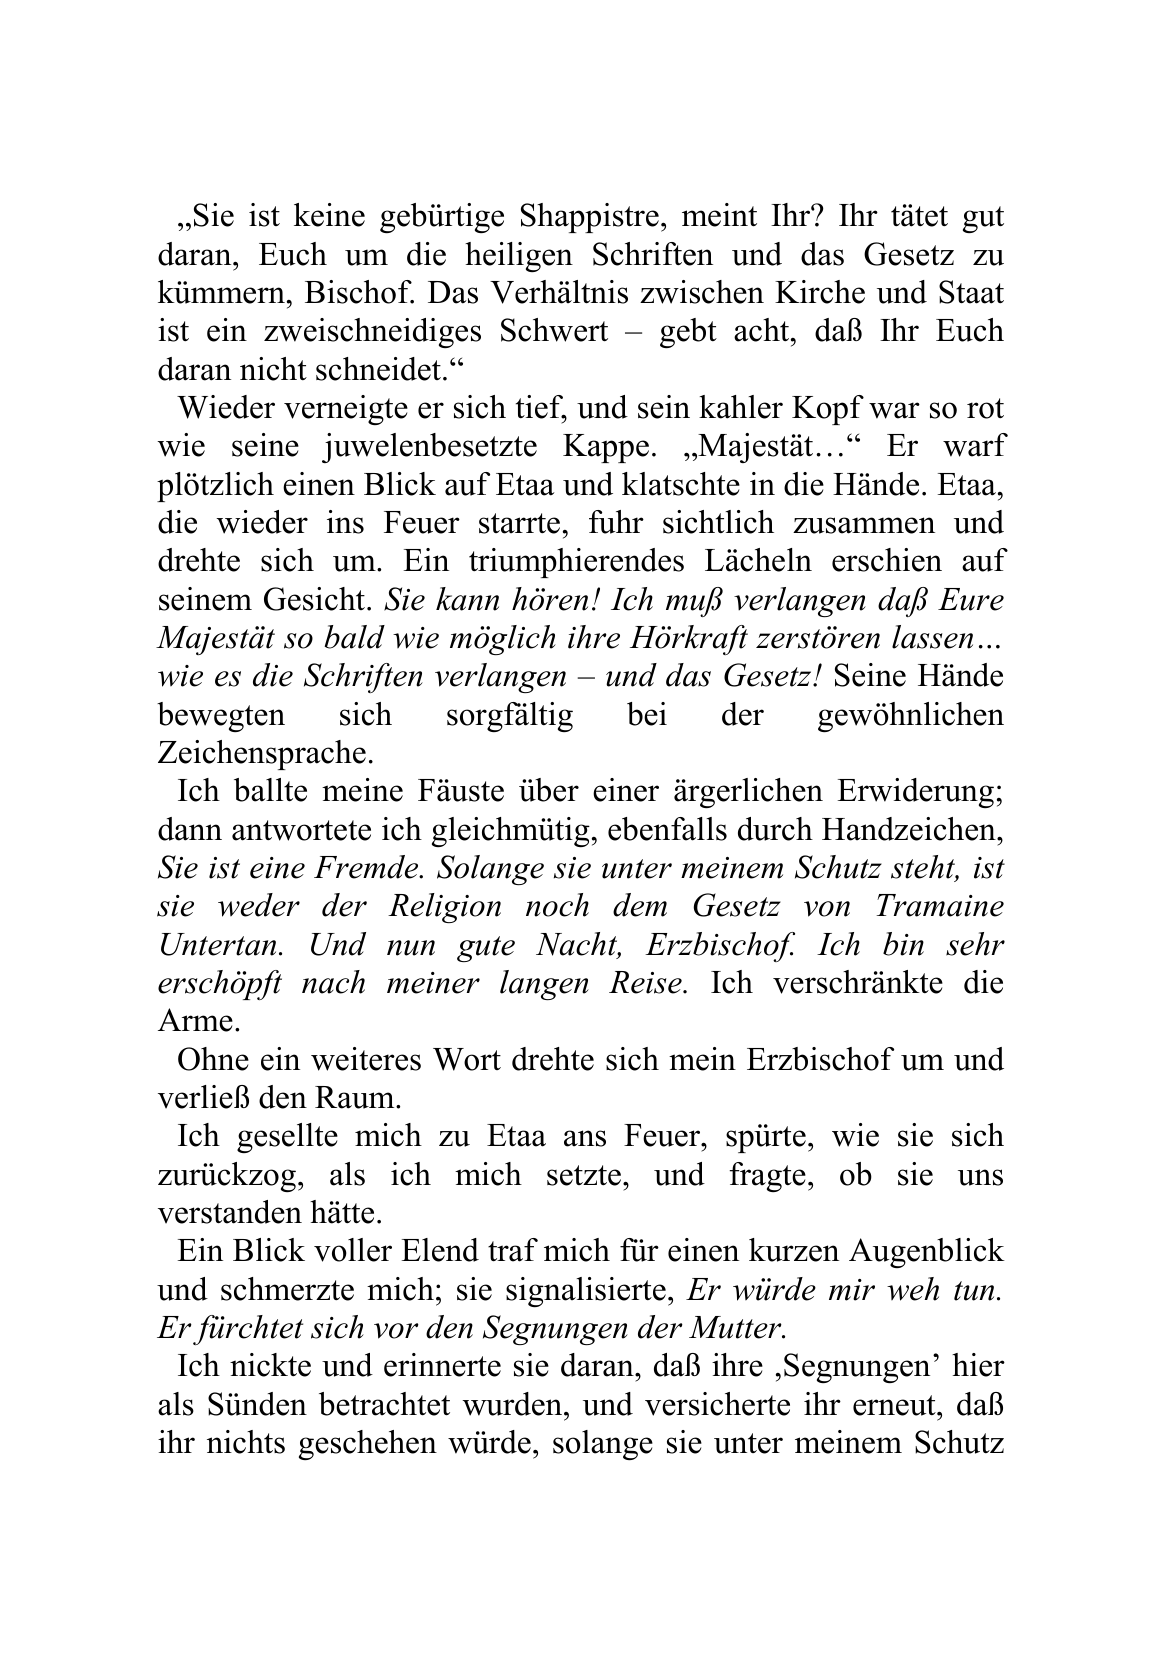 „Sie ist keine gebürtige Shappistre, meint Ihr? Ihr tätet gut
daran, Euch um die heiligen Schriften und das Gesetz zu
kümmern, Bischof. Das Verhältnis zwischen Kirche und Staat
ist ein zweischneidiges Schwert – gebt acht, daß Ihr Euch
daran nicht schneidet.“
Wieder verneigte er sich tief, und sein kahler Kopf war so rot
wie seine juwelenbesetzte Kappe. „Majestät…“ Er warf
plötzlich einen Blick auf Etaa und klatschte in die Hände. Etaa,
die wieder ins Feuer starrte, fuhr sichtlich zusammen und
drehte sich um. Ein triumphierendes Lächeln erschien auf
seinem Gesicht. Sie kann hören! Ich muß verlangen daß Eure
Majestät so bald wie möglich ihre Hörkraft zerstören lassen…
wie es die Schriften verlangen – und das Gesetz! Seine Hände
bewegten sich sorgfältig bei der gewöhnlichen
Zeichensprache.
Ich ballte meine Fäuste über einer ärgerlichen Erwiderung;
dann antwortete ich gleichmütig, ebenfalls durch Handzeichen,
Sie ist eine Fremde. Solange sie unter meinem Schutz steht, ist
sie weder der Religion noch dem Gesetz von Tramaine
Untertan. Und nun gute Nacht, Erzbischof. Ich bin sehr
erschöpft nach meiner langen Reise. Ich verschränkte die
Arme.
Ohne ein weiteres Wort drehte sich mein Erzbischof um und
verließ den Raum.
Ich gesellte mich zu Etaa ans Feuer, spürte, wie sie sich
zurückzog, als ich mich setzte, und fragte, ob sie uns
verstanden hätte.
Ein Blick voller Elend traf mich für einen kurzen Augenblick
und schmerzte mich; sie signalisierte, Er würde mir weh tun.
Er fürchtet sich vor den Segnungen der Mutter.
Ich nickte und erinnerte sie daran, daß ihre ‚Segnungen’ hier
als Sünden betrachtet wurden, und versicherte ihr erneut, daß
ihr nichts geschehen würde, solange sie unter meinem Schutz